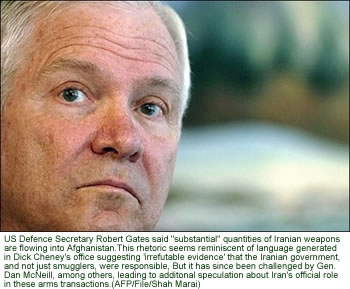 US Defence Secretary Robert Gates said "substantial" quantities of Iranian weapons
are flowing into Afghanistan.This rhetoric seems reminiscent of language generated
in Dick Cheney's office suggesting 'irrefutable evidence' that the Iranian government,
and not just smugglers, were responsible, But it has since been challenged by Gen.
Dan McNeill, among others, leading to additonal speculation about Iran's official role
in these arms transactions.(AFP/File/Shah Marai)